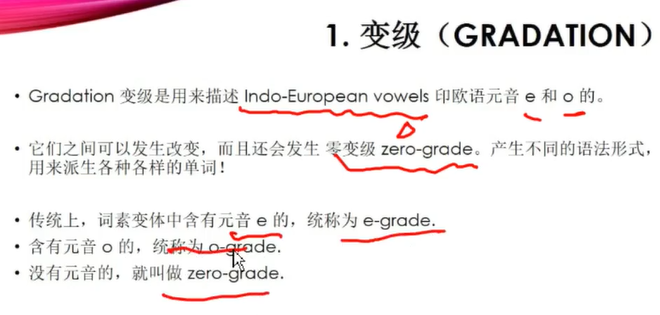 1. 变级（GRADATION）
• Gradation 变级是用来描述 Indo-European vowels 印欧语元音 e 和 o 的。
• 它们之间可以发生改变，而且还会发生 零变级 zero-grade。产生不同的语法形式，
用来派生各种各样的单词！
• 传统上，词素变体中含有元音 e 的，统称为 e-grade.
• 含有元音 o 的，统称为 o-grade.
• 没有元音的，就叫做 zero-grade.